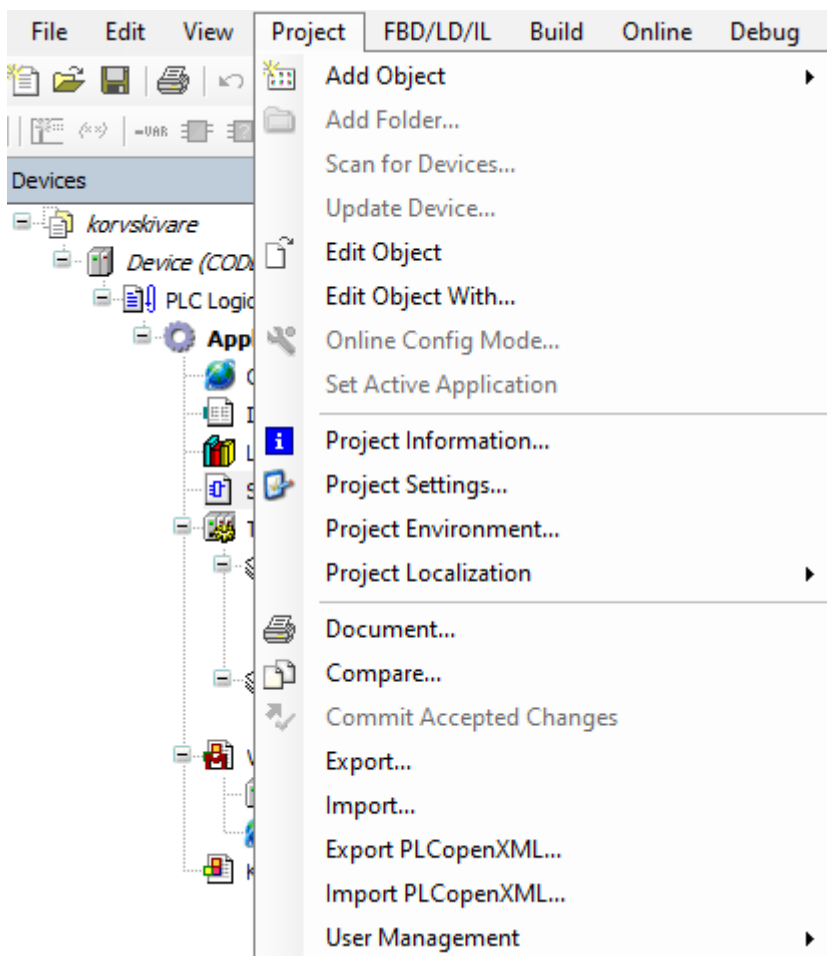 File Edit View Project FBD/LD/IL Build Online Debug
Add Object
Add Folder...
Scan for Devices...
Update Device...
Edit Object
Edit Object With...
Online Config Mode...
Set Active Application
Project Information...
Project Settings...
Project Environment...
Project Localization
Document...
Compare...
Commit Accepted Changes
Export...
Import...
Export PLCopenXML...
Import PLCopenXML...
User Management
Devices
korvskivare
Device
PLC Logic